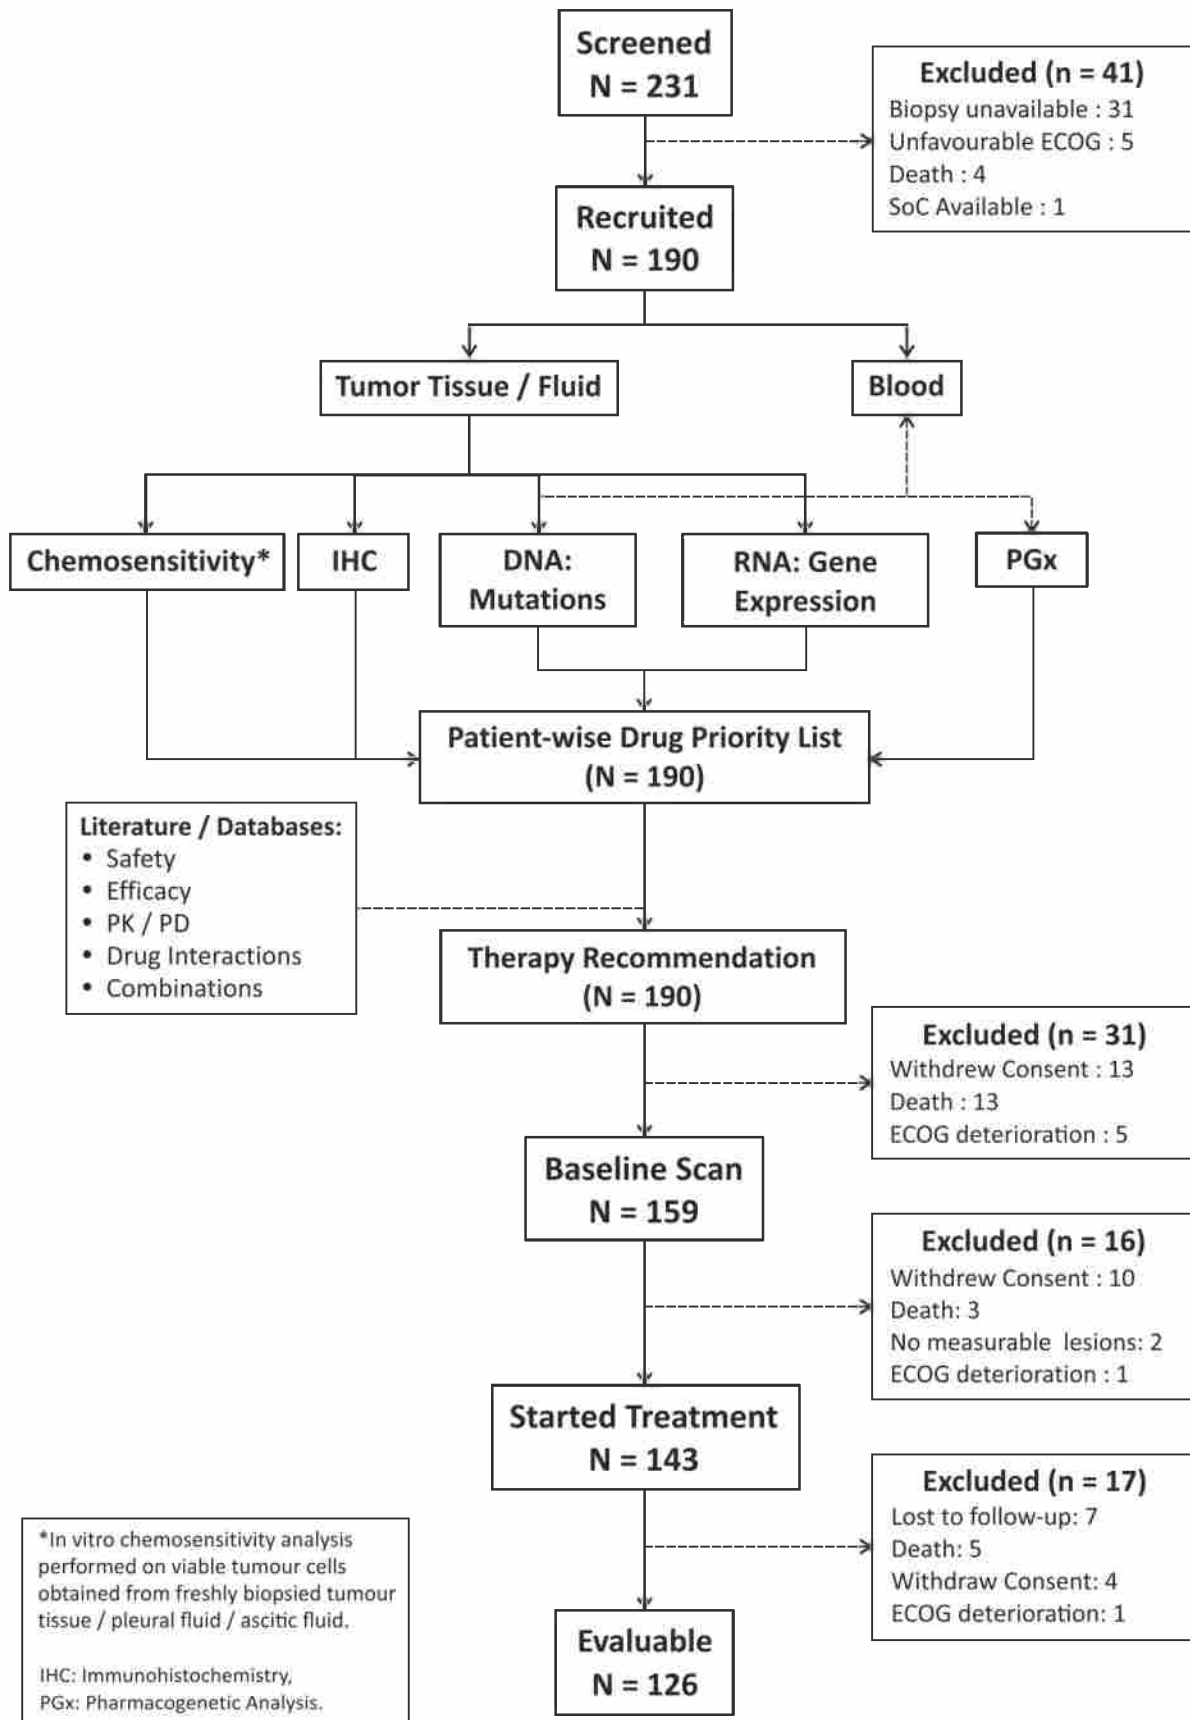 Screened
N = 231
Excluded (n = 41)
Biopsy unavailable : 31
Unfavourable ECOG : 5
Death : 4
SoC Available : 1
Recruited
N = 190
Tumor Tissue / Fluid
Blood
Chemosensitivity*
IHC
DNA:
Mutations
RNA: Gene
Expression
PGx
Patient-wise Drug Priority List
(N = 190)
Literature / Databases:
• Safety
• Efficacy
• PK / PD
• Drug Interactions
• Combinations
Therapy Recommendation
(N = 190)
Excluded (n = 31)
Withdrew Consent : 13
Death : 13
ECOG deterioration : 5
Baseline Scan
N = 159
Excluded (n = 16)
Withdrew Consent : 10
Death: 3
No measurable lesions: 2
ECOG deterioration : 1
Started Treatment
N = 143
Excluded (n = 17)
Lost to follow-up: 7
Death: 5
Withdraw Consent: 4
ECOG deterioration: 1
*In vitro chemosensitivity analysis
performed on viable tumour cells
obtained from freshly biopsied tumour
tissue / pleural fluid / ascitic fluid.
IHC: Immunohistochemistry,
PGx: Pharmacogenetic Analysis.
Evaluable
N = 126